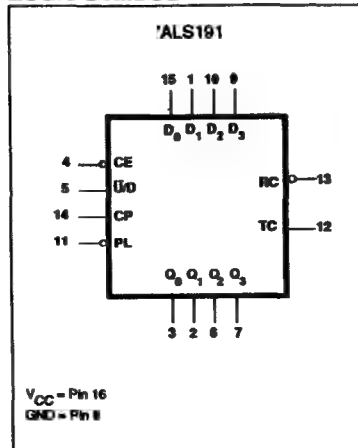 'ALS191
15 1 10 9
D0 D1 D2 D3
4 CE
5 U̅/D
14 CP
11 PL
RC 13
TC 12
Q0 Q1 Q2 Q3
3 2 6 7
VCC = Pin 16
GND = Pin 8